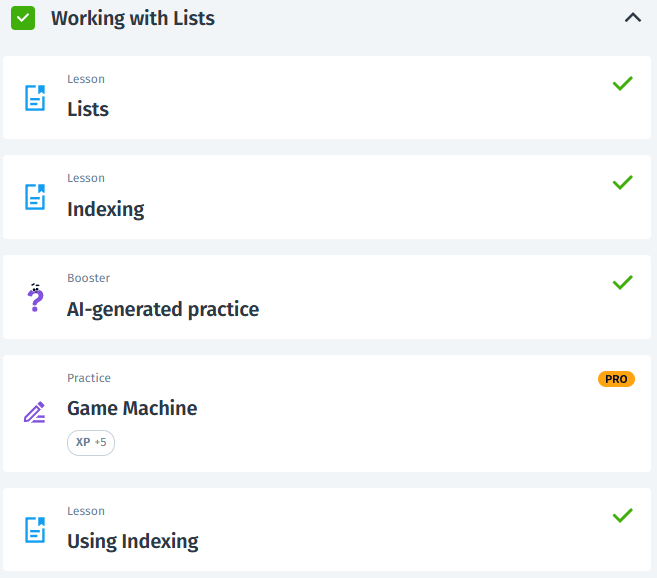 Working with Lists
Lesson
Lists
Lesson
Indexing
Booster
AI-generated practice
Practice
PRO
Game Machine
XP +5
Lesson
Using Indexing